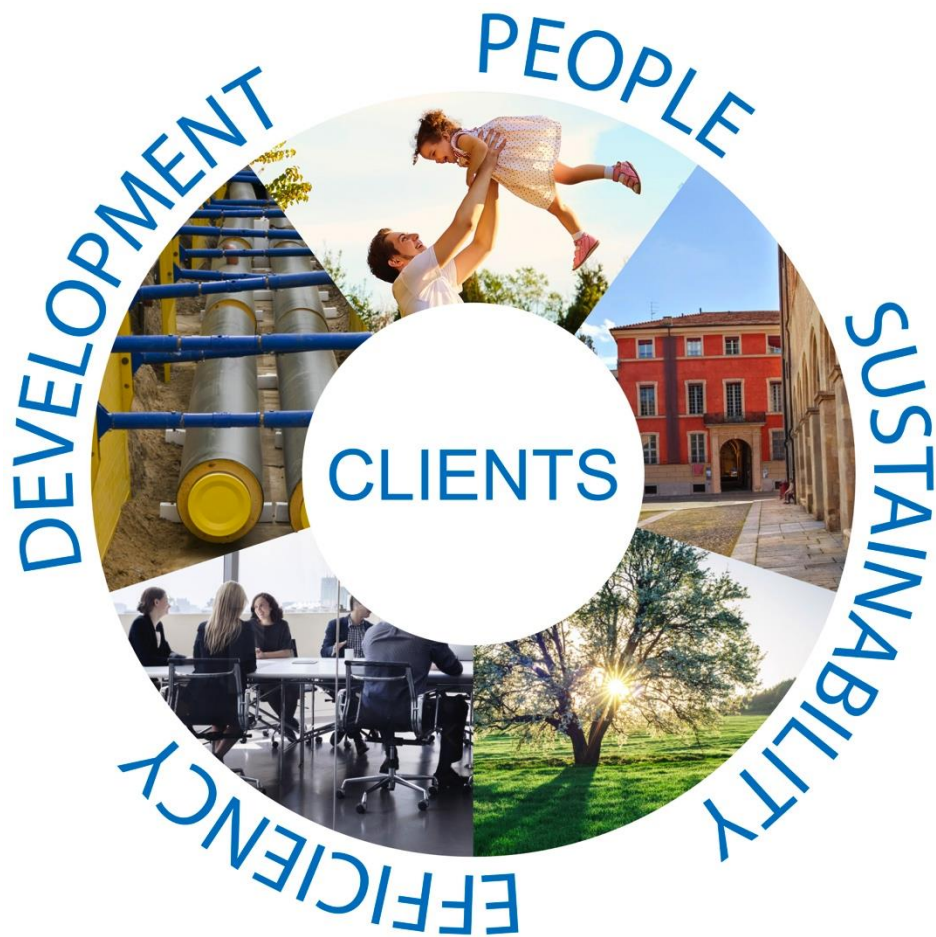 PEOPLE
SUSTAINABILITY
EFFICIENCY
DEVELOPMENT
CLIENTS